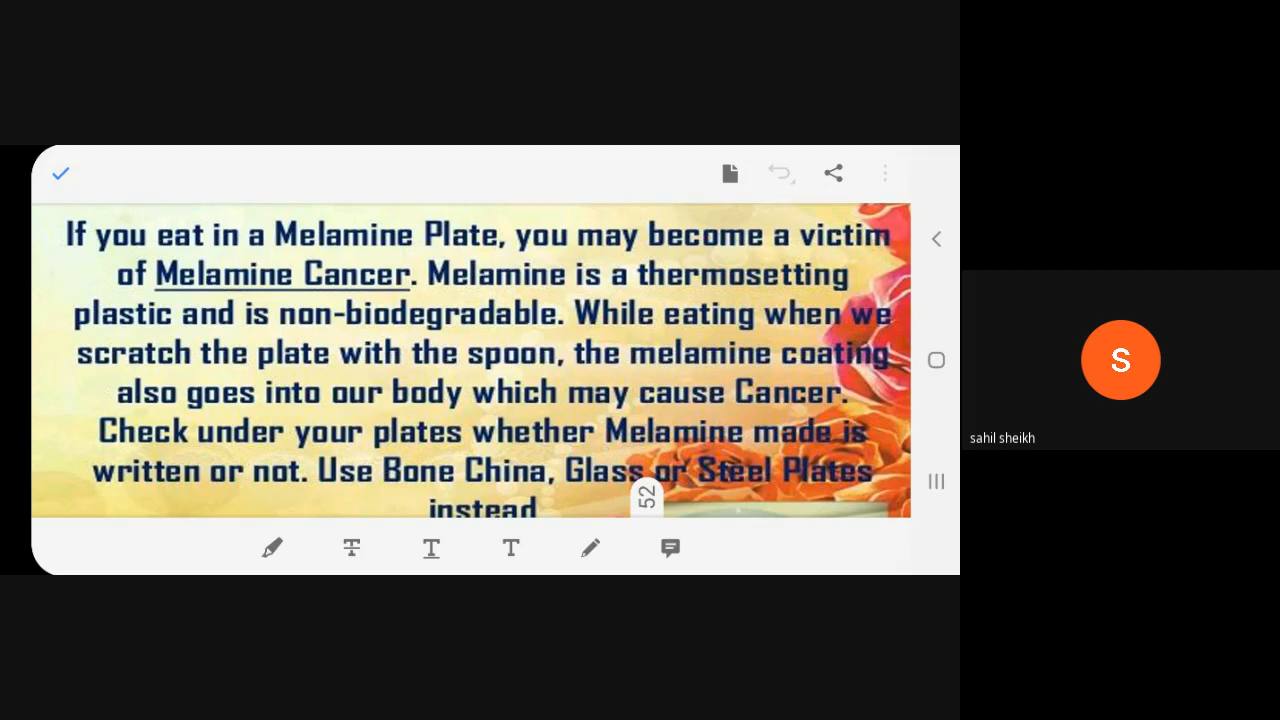 If you eat in a Melamine Plate, you may become a victim
of Melamine Cancer. Melamine is a thermosetting
plastic and is non-biodegradable. While eating when we
scratch the plate with the spoon, the melamine coating
also goes into our body which may cause Cancer.
Check under your plates whether Melamine made is
written or not. Use Bone China, Glass or Steel Plates
instead
52
S
sahil sheikh